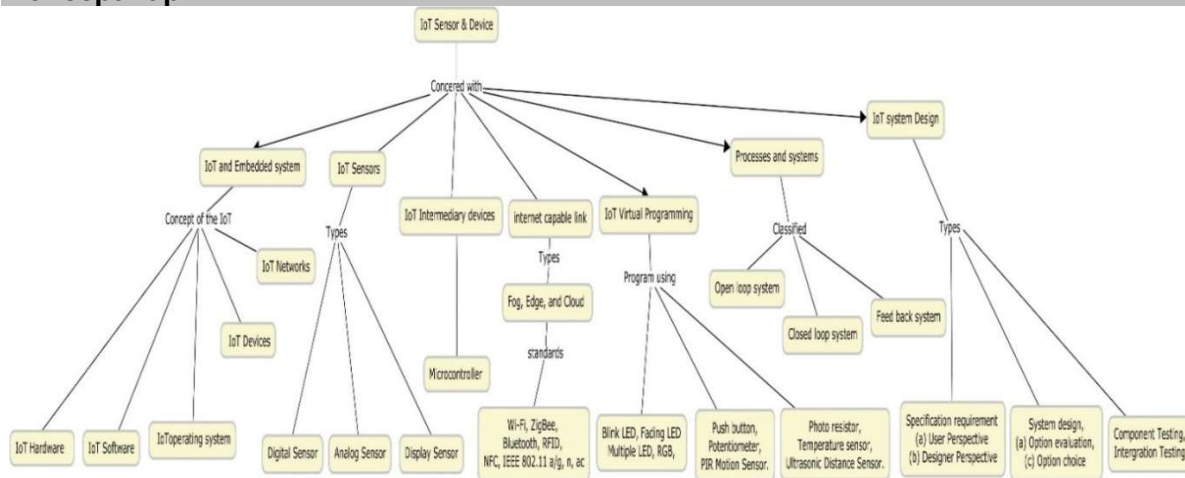 IoT Sensor & Device
Concered with
IoT system Design
IoT and Embedded system
IoT Sensors
Processes and systems
IoT Intermediary devices
internet capable link
IoT Virtual Programming
Concept of the IoT
Types
Classified
Types
IoT Networks
Types
Program using
Open loop system
Fog, Edge, and Cloud
Feed back system
IoT Devices
Closed loop system
standards
Microcontroller
IoT Hardware
IoT Software
IoToperating system
Digital Sensor
Analog Sensor
Display Sensor
Wi-Fi, ZigBee,
Bluetooth, RFID,
NFC, IEEE 802.11 a/g, n, ac
Blink LED, Facing LED
Multiple LED, RGB,
Push button,
Potentiometer,
PIR Motion Sensor.
Photo resistor,
Temperature sensor,
Ultrasonic Distance Sensor.
Specification requirement
(a) User Perspective
(b) Designer Perspective
System design,
(a) Option evaluation,
(c) Option choice
Component Testing,
Intergration Testing